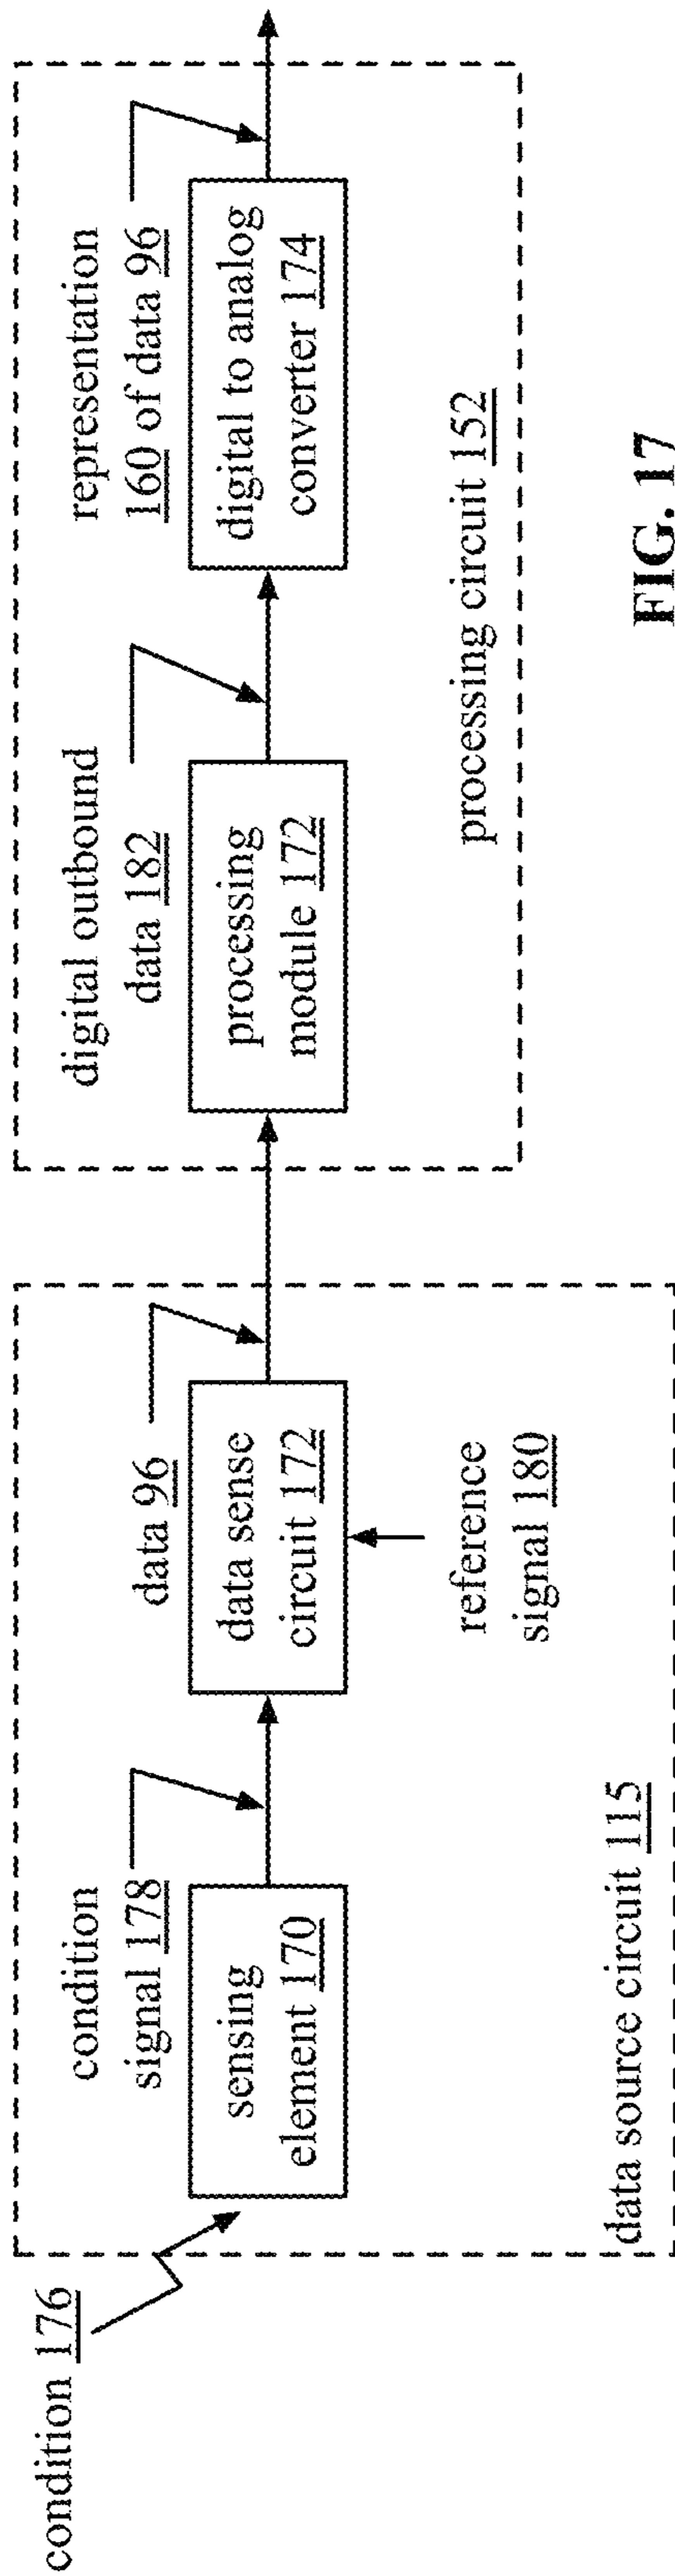 condition 176
condition
signal 178
sensing
element 170
data 96
data sense
circuit 172
reference
signal 180
data source circuit 115
digital outbound
data 182
processing
module 172
representation
160 of data 96
digital to analog
converter 174
processing circuit 152
FIG. 17